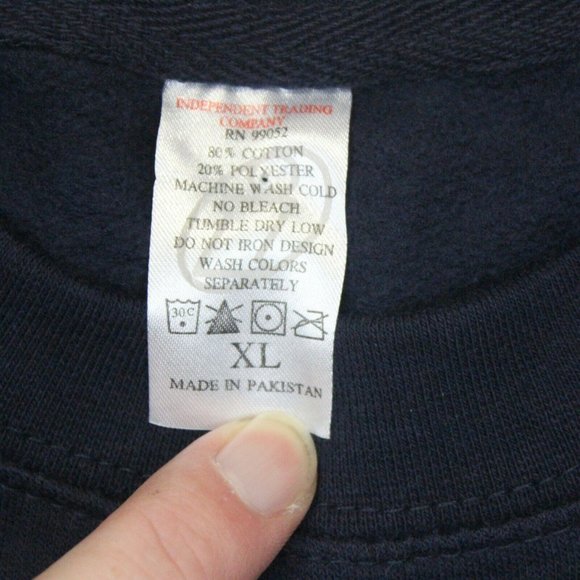 INDEPENDENT TRADING
COMPANY
RN 99052
80% COTTON
20% POLYESTER
MACHINE WASH COLD
NO BLEACH
TUMBLE DRY LOW
DO NOT IRON DESIGN
WASH COLORS
SEPARATELY
30C
XL
MADE IN PAKISTAN